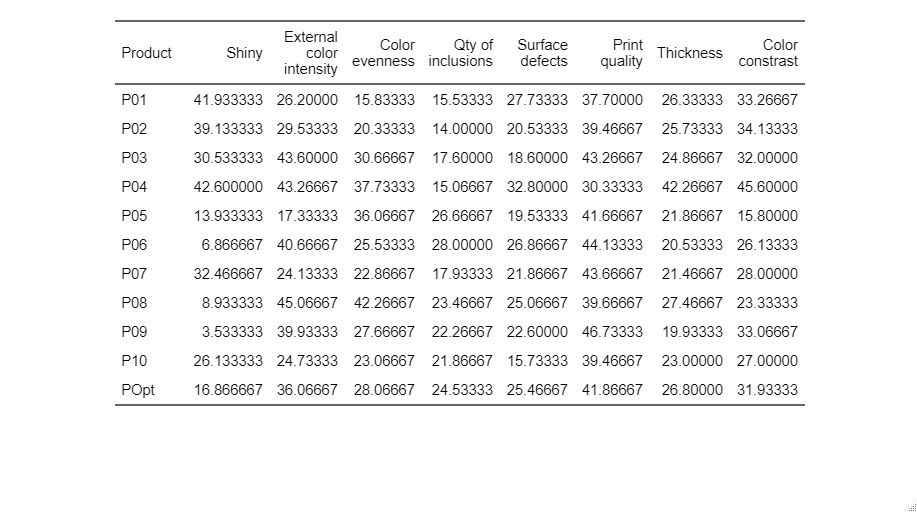 Product Shiny External color intensity Color evenness Qty of inclusions Surface defects Print quality Thickness Color constrast
P01 41.933333 26.20000 15.83333 15.53333 27.73333 37.70000 26.33333 33.26667
P02 39.133333 29.53333 20.33333 14.00000 20.53333 39.46667 25.73333 34.13333
P03 30.533333 43.60000 30.66667 17.60000 18.60000 43.26667 24.86667 32.00000
P04 42.600000 43.26667 37.73333 15.06667 32.80000 30.33333 42.26667 45.60000
P05 13.933333 17.33333 36.06667 26.66667 19.53333 41.66667 21.86667 15.80000
P06 6.866667 40.66667 25.53333 28.00000 26.86667 44.13333 20.53333 26.13333
P07 32.466667 24.13333 22.86667 17.93333 21.86667 43.66667 21.46667 28.00000
P08 8.933333 45.06667 42.26667 23.46667 25.06667 39.66667 27.46667 23.33333
P09 3.533333 39.93333 27.66667 22.26667 22.60000 46.73333 19.93333 33.06667
P10 26.133333 24.73333 23.06667 21.86667 15.73333 39.46667 23.00000 27.00000
POpt 16.866667 36.06667 28.06667 24.53333 25.46667 41.86667 26.80000 31.93333